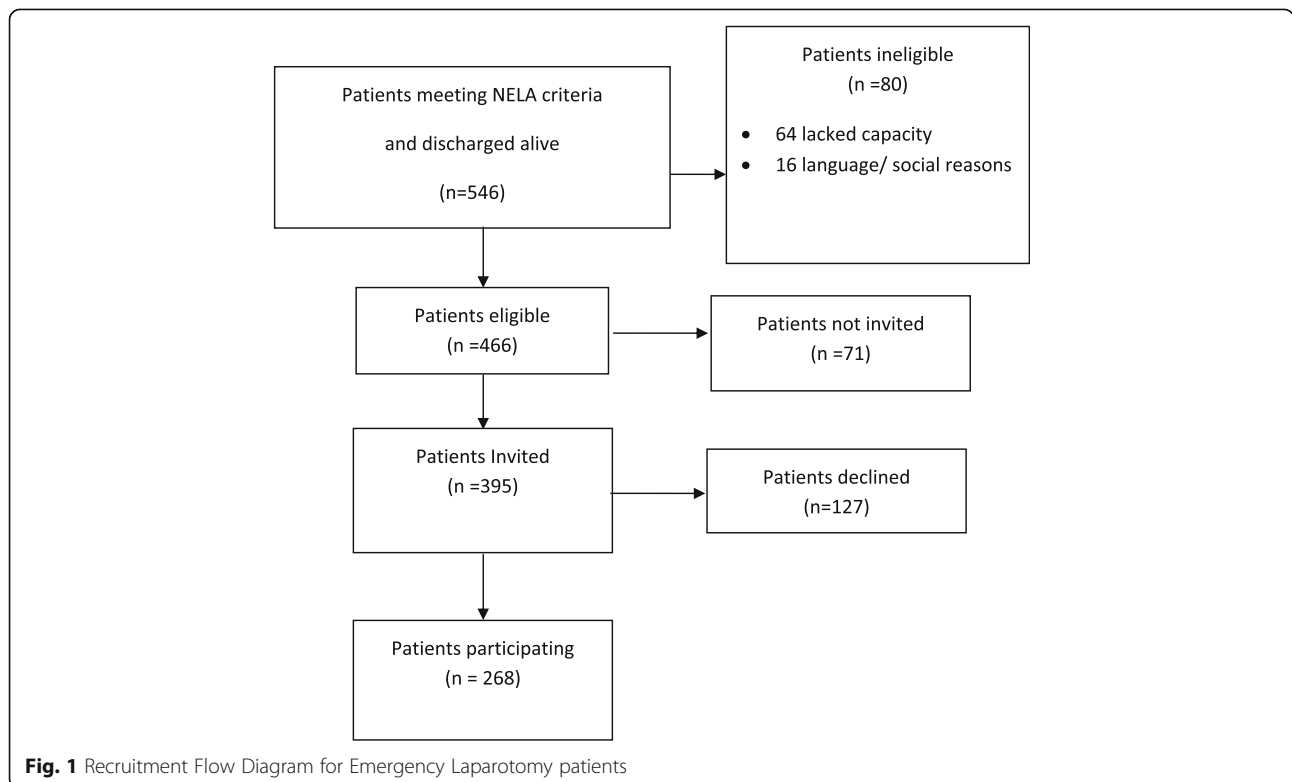 Patients meeting NELA criteria
and discharged alive
(n=546)
Patients ineligible
(n =80)
• 64 lacked capacity
• 16 language/ social reasons
Patients eligible
(n =466)
Patients not invited
(n =71)
Patients Invited
(n =395)
Patients declined
(n=127)
Patients participating
(n = 268)
Fig. 1 Recruitment Flow Diagram for Emergency Laparotomy patients